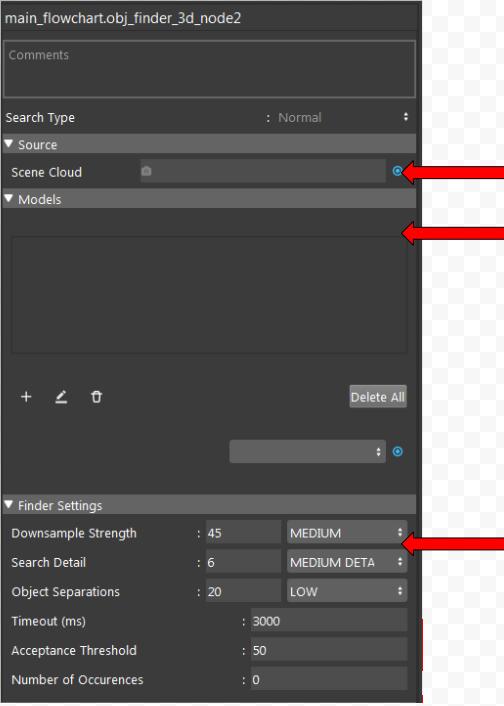 main_flowchart.obj_finder_3d_node2
Comments
Search Type : Normal
Source
Scene Cloud
Models
Delete All
Finder Settings
Downsample Strength : 45 MEDIUM
Search Detail : 6 MEDIUM DETA
Object Separations : 20 LOW
Timeout (ms) : 3000
Acceptance Threshold : 50
Number of Occurences : 0